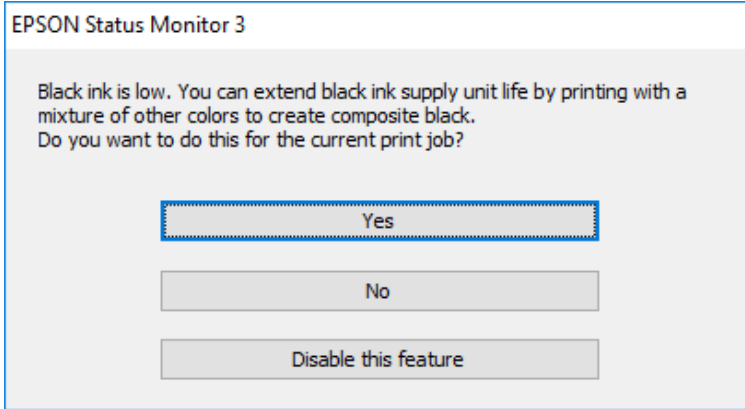 EPSON Status Monitor 3
Black ink is low. You can extend black ink supply unit life by printing with a
mixture of other colors to create composite black.
Do you want to do this for the current print job?
Yes
No
Disable this feature